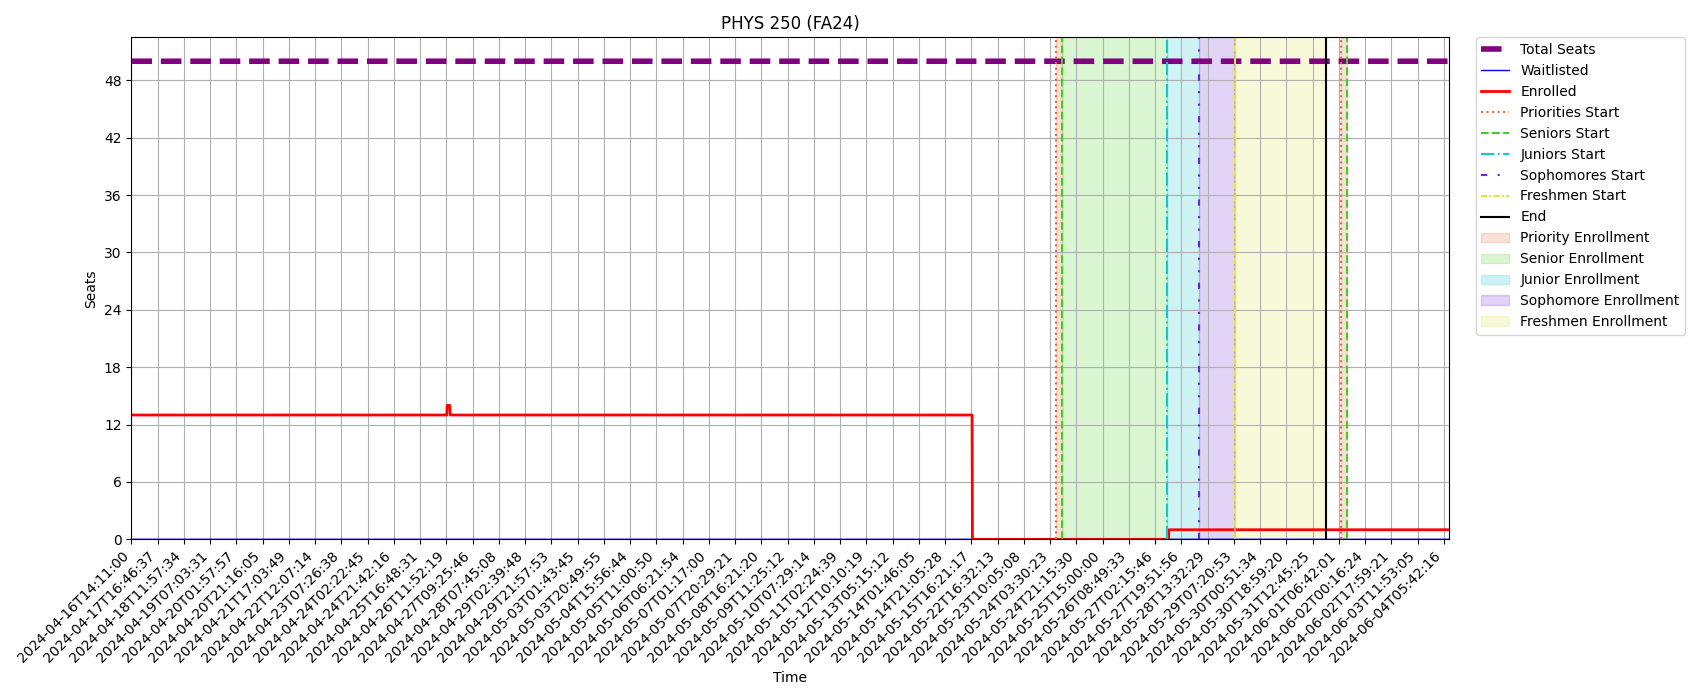 PHYS 250 (FA24)
Seats
48
42
36
30
24
18
12
6
0
2024-04-16T14:11:00
2024-04-17T16:46:37
2024-04-18T11:57:34
2024-04-19T07:03:31
2024-04-20T01:57:57
2024-04-20T21:16:05
2024-04-21T17:03:49
2024-04-22T12:07:14
2024-04-23T07:26:38
2024-04-24T02:22:45
2024-04-24T21:42:16
2024-04-25T16:48:31
2024-04-26T11:52:19
2024-04-27T09:25:46
2024-04-28T07:45:08
2024-04-29T02:39:48
2024-04-29T21:57:53
2024-05-03T01:43:45
2024-05-03T20:49:55
2024-05-04T15:56:44
2024-05-05T11:00:50
2024-05-06T06:21:54
2024-05-07T01:17:00
2024-05-07T20:29:21
2024-05-08T16:21:20
2024-05-09T11:25:12
2024-05-10T07:29:14
2024-05-11T02:24:39
2024-05-12T10:10:19
2024-05-13T05:15:12
2024-05-14T01:46:05
2024-05-14T21:05:28
2024-05-15T16:21:17
2024-05-22T16:32:13
2024-05-23T10:05:08
2024-05-24T03:30:23
2024-05-24T21:15:30
2024-05-25T15:00:00
2024-05-26T08:49:33
2024-05-27T02:15:46
2024-05-27T19:51:56
2024-05-28T13:32:29
2024-05-29T07:20:53
2024-05-30T00:51:34
2024-05-30T18:59:20
2024-05-31T12:45:25
2024-06-01T06:42:01
2024-06-02T00:16:24
2024-06-02T17:59:21
2024-06-03T11:53:05
2024-06-04T05:42:16
Time
Total Seats
Waitlisted
Enrolled
Priorities Start
Seniors Start
Juniors Start
Sophomores Start
Freshmen Start
End
Priority Enrollment
Senior Enrollment
Junior Enrollment
Sophomore Enrollment
Freshmen Enrollment